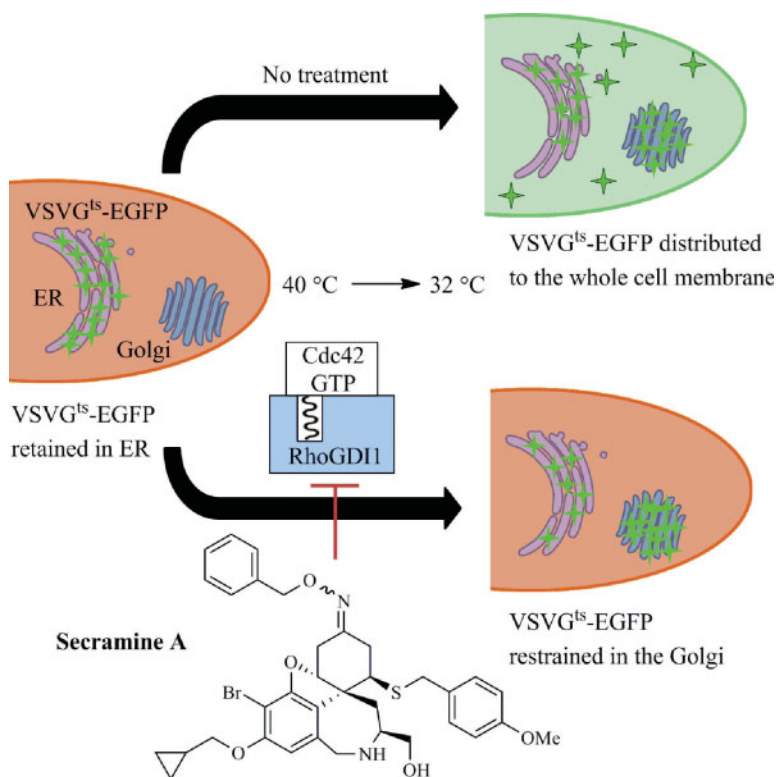 No treatment
VSVGts-EGFP
ER
Golgi
40 °C → 32 °C
VSVGts-EGFP distributed
to the whole cell membrane
VSVGts-EGFP
retained in ER
Cdc42
GTP
RhoGDI1
VSVGts-EGFP
restrained in the Golgi
Secramine A
O
N
O
S
Br
O
NH
OH
OMe